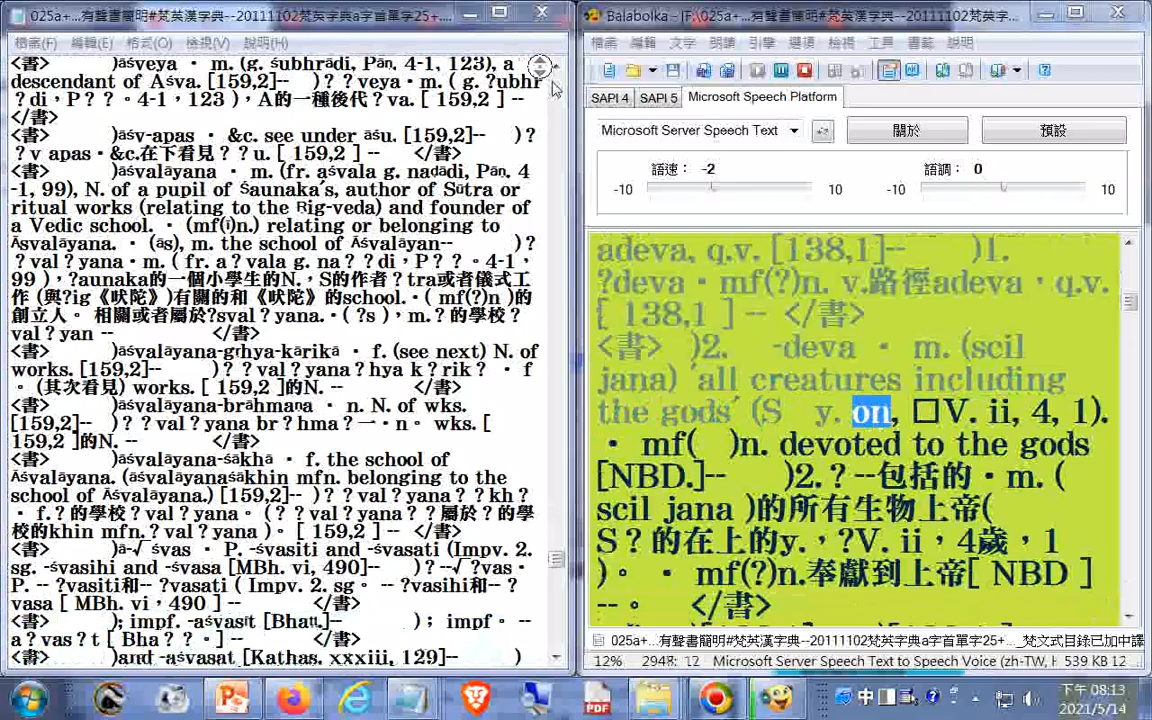 025a+...有聲書簡明#梵英漢字典--20111102梵英字典a字首單字25+...
檔案(F) 編輯(E) 格式(O) 檢視(V) 說明(H)
<書> )āśveya · m. (g. śubhrādi, Pāṇ. 4-1, 123), a
descendant of Aśva. [159,2]-- )? ?veya·m. ( g. ?ubhr
?di，P? ?。4-1，123 )，A的一種後代？va. [ 159,2 ] --
</書>
<書> )āśv-apas · &c. see under āśu. [159,2]-- )?
?v apas·&c.在下看見？?u. [ 159,2 ] -- </書>
<書> )āśvalāyana · m. (fr. aśvala g. naḍādi, Pāṇ. 4
-1, 99), N. of a pupil of Śaunaka's, author of Sūtra or
ritual works (relating to the Ṛig-veda) and founder of
a Vedic school. · (mf(ī)n.) relating or belonging to
Āsvalāyana. · (ās), m. the school of Āśvalāyan-- )?
?val?yana·m. ( fr. a?vala g. na? ?di，P? ?。4-1，
99 )，?aunaka的一個小學生的N.，S的作者？tra或者儀式工
作 (與?ig《吠陀》)有關的和《吠陀》的school.·( mf(?)n )的
創立人。 相關或者屬於?sval?yana.·( ?s )，m.？的學校？
val?yan -- </書>
<書> )āśvalāyana-gṛhya-kārikā · f. (see next) N. of
works. [159,2]-- )? ?val?yana?hya k?rik? · f
。(其次看見) works. [ 159,2 ]的N. </書>
<書> )āśvalāyana-brāhmaṇa · n. N. of wks.
[159,2]-- )? ?val?yana br?hma？一·n。 wks. [
159,2 ]的N. </書>
<書> )āśvalāyana-śākhā · f. the school of
Āśvalāyana. (āśvalāyanaśākhin mfn. belonging to the
school of Āśvalāyana.) [159,2]-- )? ?val?yana? ?kh?
· f.？的學校？val?yana。 (? ?val?yana? ?屬於？的學
校的khin mfn.？val?yana )。[ 159,2 ] -- </書>
<書> )ā-√ śvas · P. -śvasiti and -śvasati (Impv. 2.
sg. -śvasihi and -śvasa [MBh. vi, 490]-- )? --√ ?vas·
P. -- ?vasiti和-- ?vasati ( Impv. 2. sg。 -- ?vasihi和-- ?
vasa [ MBh. vi，490 ] -- </書>
<書> ); impf. -aśvasīt [Bhaṭṭ.]-- )；impf。--
a?vas?t [ Bha? ?。] -- </書>
<書> )and -aśvasat [Kathas. xxxiii, 129]-- )
Balabolka - [F:\025a+...有聲書簡明#梵英漢字典--20111102梵英字...
檔案 編輯 文字 朗讀 引擎 選項 檢視 工具 書籤 說明
SAPI 4 SAPI 5 Microsoft Speech Platform
Microsoft Server Speech Text 關於 預設
語速： -2 語調： 0
-10 10 -10 10
adeva, q.v. [138,1]-- )1.
?deva·mf(?)n. v.路徑adeva，q.v.
[ 138,1 ] -- </書>
<書> )2. -deva · m. (scil
jana) 'all creatures including
the gods' (S y. on, □V. ii, 4, 1).
· mf( )n. devoted to the gods
[NBD.]-- )2.？--包括的·m. (
scil jana )的所有生物上帝(
S？的在上的y.，?V. ii，4歲，1
)。 · mf(?)n.奉獻到上帝[ NBD ]
--。 </書>
025a+...有聲書簡明#梵英漢字典--20111102梵英字典a字首單字25+..._梵文式目錄已加中譯
12% 2948: 12 Microsoft Server Speech Text to Speech Voice (zh-TW, H 539 KB 12
中
下午 08:13
2021/5/14